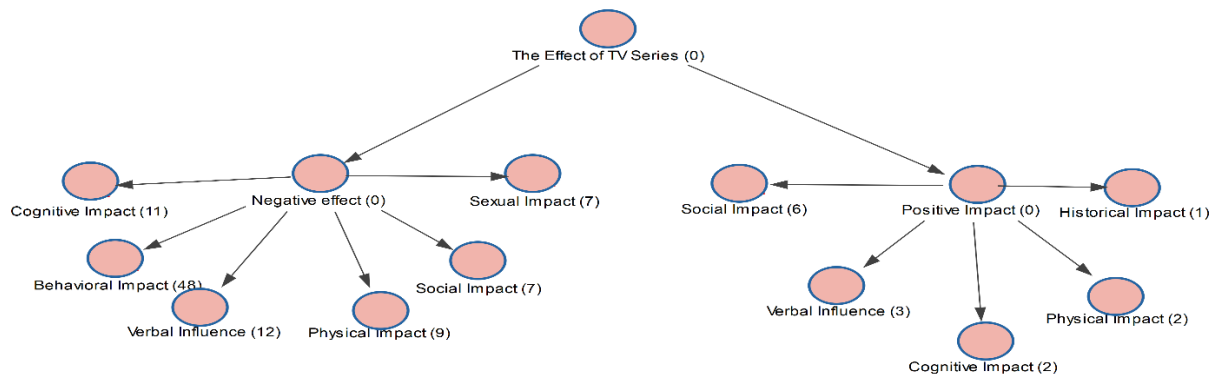 The Effect of TV Series (0)
Cognitive Impact (11)
Negative effect (0)
Sexual Impact (7)
Social Impact (6)
Positive Impact (0)
Historical Impact (1)
Behavioral Impact (48)
Social Impact (7)
Verbal Influence (12)
Physical Impact (9)
Verbal Influence (3)
Physical Impact (2)
Cognitive Impact (2)